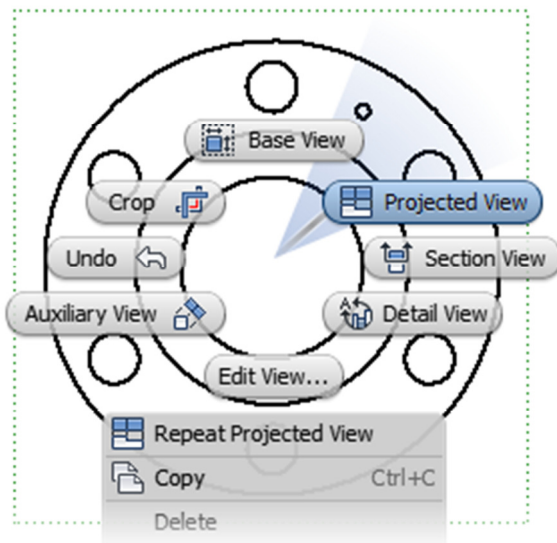 Base View
Crop
Projected View
Undo
Section View
Auxiliary View
Detail View
Edit View...
Repeat Projected View
Copy Ctrl+C
Delete